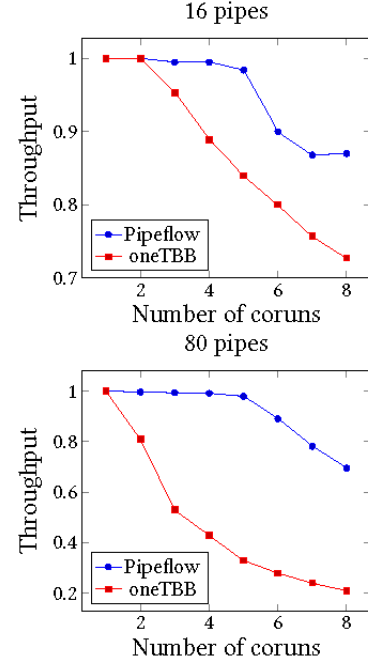 16 pipes
1
0.9
0.8
0.7
Throughput
Pipeflow
oneTBB
2 4 6 8
Number of coruns
80 pipes
1
0.8
0.6
0.4
0.2
Throughput
Pipeflow
oneTBB
2 4 6 8
Number of coruns